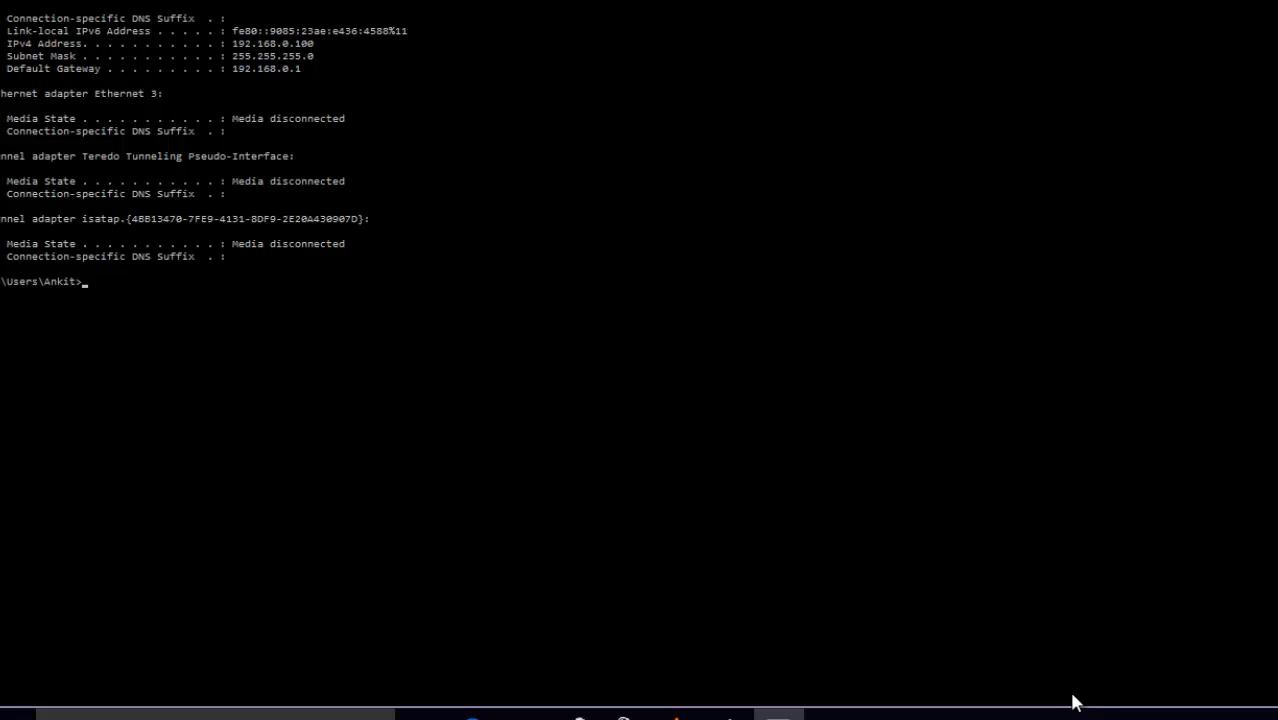 Connection-specific DNS Suffix  . :
Link-local IPv6 Address . . . . . : fe80::9085:23ae:e436:4588%11
IPv4 Address. . . . . . . . . . . : 192.168.0.100
Subnet Mask . . . . . . . . . . . : 255.255.255.0
Default Gateway . . . . . . . . . : 192.168.0.1
hernet adapter Ethernet 3:
Media State . . . . . . . . . . . : Media disconnected
Connection-specific DNS Suffix  . :
nnel adapter Teredo Tunneling Pseudo-Interface:
Media State . . . . . . . . . . . : Media disconnected
Connection-specific DNS Suffix  . :
nnel adapter isatap.{4BB13470-7FE9-4131-8DF9-2E20A430907D}:
Media State . . . . . . . . . . . : Media disconnected
Connection-specific DNS Suffix  . :
\Users\Ankit>_